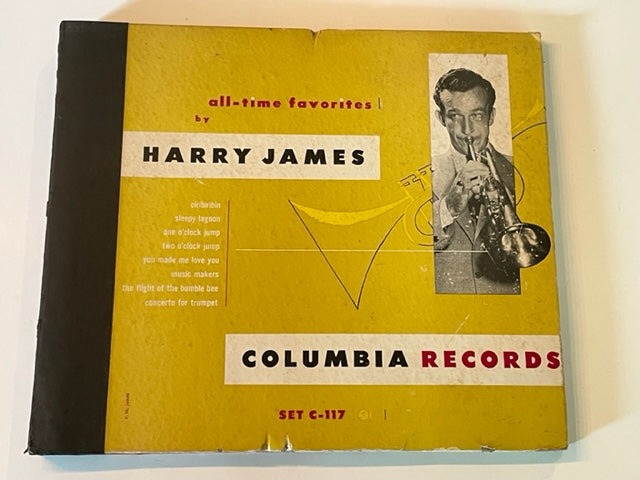 all-time favorites
by
HARRY JAMES
ciribiribin
sleepy lagoon
one o'clock jump
two o'clock jump
you made me love you
music makers
the flight of the bumble bee
concerto for trumpet
COLUMBIA RECORDS
SET C-117